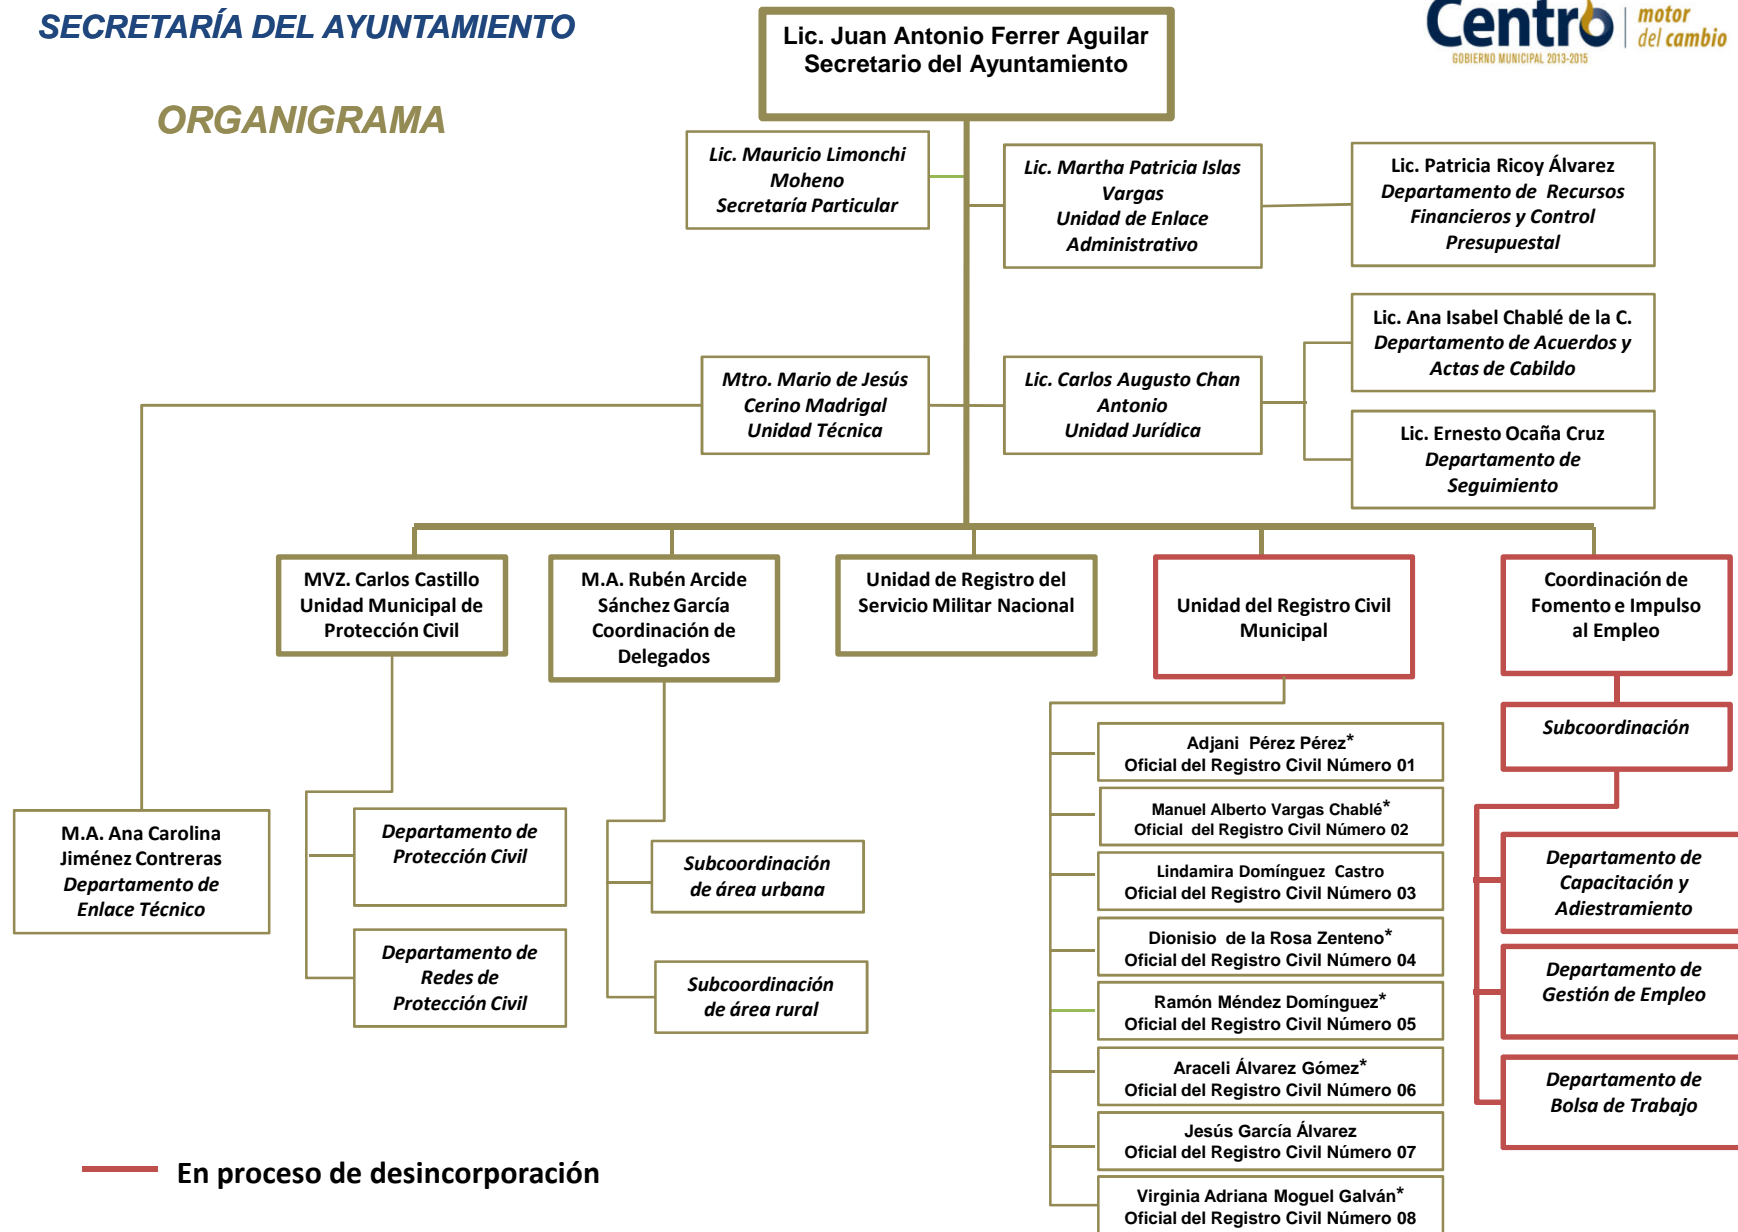 SECRETARÍA DEL AYUNTAMIENTO
ORGANIGRAMA
Centro
motor
del cambio
GOBIERNO MUNICIPAL 2013-2015
Lic. Juan Antonio Ferrer Aguilar
Secretario del Ayuntamiento
Lic. Mauricio Limonchi
Moheno
Secretaría Particular
Lic. Martha Patricia Islas
Vargas
Unidad de Enlace
Administrativo
Lic. Patricia Ricoy Álvarez
Departamento de Recursos
Financieros y Control
Presupuestal
Mtro. Mario de Jesús
Cerino Madrigal
Unidad Técnica
Lic. Carlos Augusto Chan
Antonio
Unidad Jurídica
Lic. Ana Isabel Chablé de la C.
Departamento de Acuerdos y
Actas de Cabildo
Lic. Ernesto Ocaña Cruz
Departamento de
Seguimiento
MVZ. Carlos Castillo
Unidad Municipal de
Protección Civil
M.A. Rubén Arcide
Sánchez García
Coordinación de
Delegados
Unidad de Registro del
Servicio Militar Nacional
Unidad del Registro Civil
Municipal
Coordinación de
Fomento e Impulso
al Empleo
Subcoordinación
M.A. Ana Carolina
Jiménez Contreras
Departamento de
Enlace Técnico
Departamento de
Protección Civil
Departamento de
Redes de
Protección Civil
Subcoordinación
de área urbana
Subcoordinación
de área rural
Adjani Pérez Pérez*
Oficial del Registro Civil Número 01
Manuel Alberto Vargas Chablé*
Oficial del Registro Civil Número 02
Lindamira Domínguez Castro
Oficial del Registro Civil Número 03
Dionisio de la Rosa Zenteno*
Oficial del Registro Civil Número 04
Ramón Méndez Domínguez*
Oficial del Registro Civil Número 05
Araceli Álvarez Gómez*
Oficial del Registro Civil Número 06
Jesús García Álvarez
Oficial del Registro Civil Número 07
Virginia Adriana Moguel Galván*
Oficial del Registro Civil Número 08
Departamento de
Capacitación y
Adiestramiento
Departamento de
Gestión de Empleo
Departamento de
Bolsa de Trabajo
En proceso de desincorporación